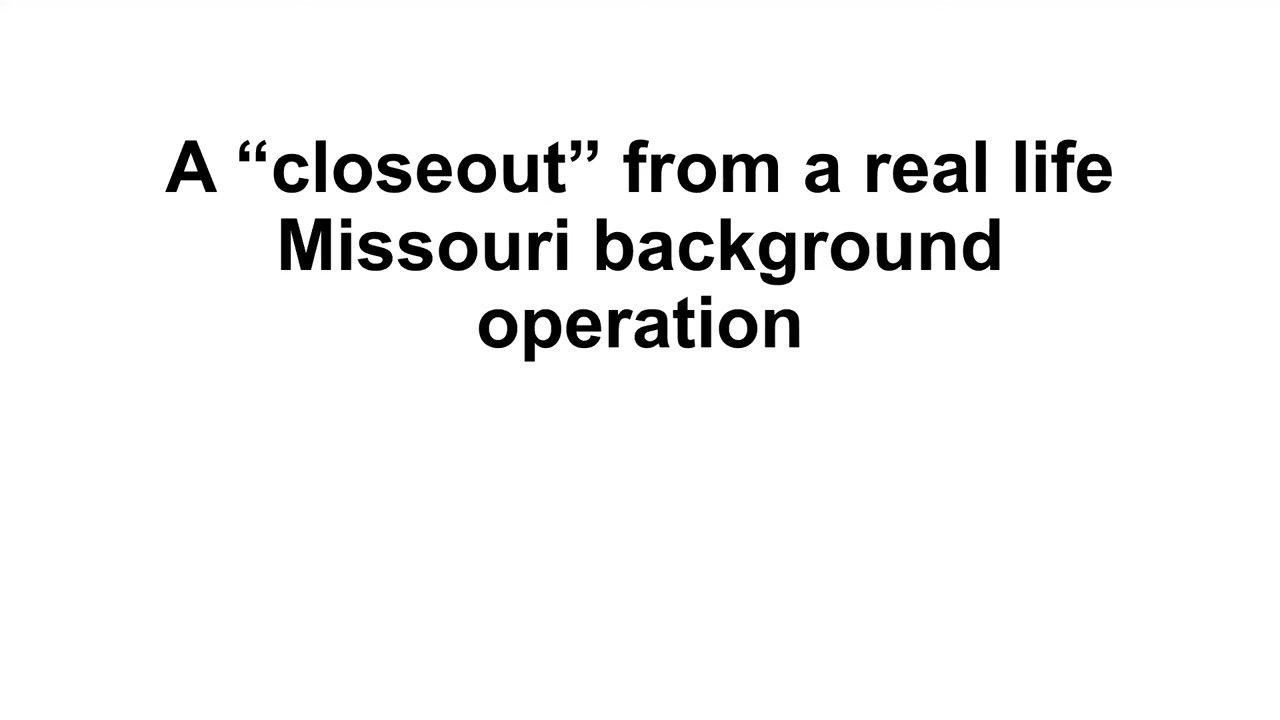 A “closeout” from a real life
Missouri background
operation